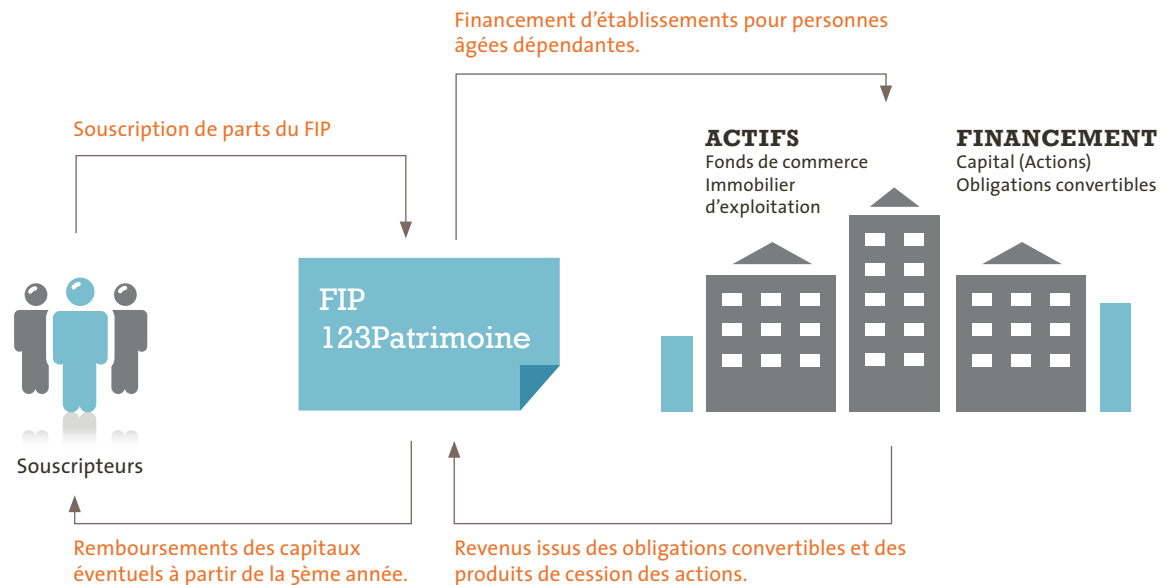 Financement d'établissements pour personnes
âgées dépendantes.
Souscription de parts du FIP
ACTIFS
Fonds de commerce
Immobilier
d'exploitation
FINANCEMENT
Capital (Actions)
Obligations convertibles
FIP
123Patrimoine
Souscripteurs
Remboursements des capitaux
éventuels à partir de la 5ème année.
Revenus issus des obligations convertibles et des
produits de cession des actions.